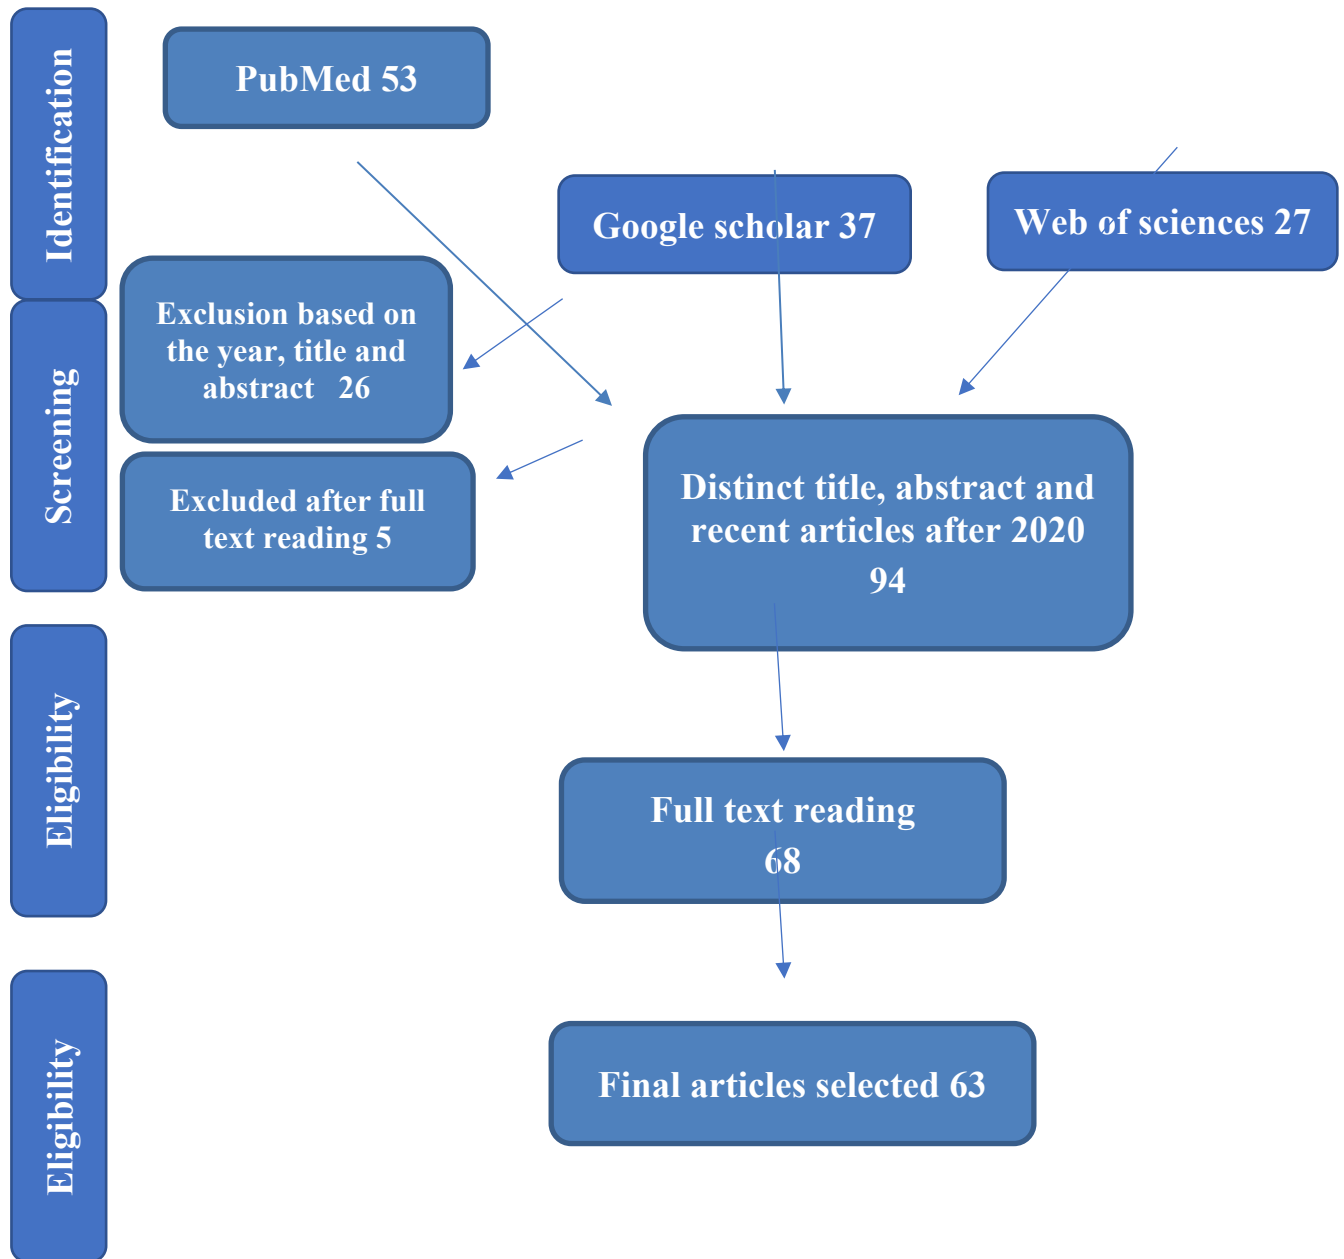 Identification
PubMed 53
Google scholar 37
Web of sciences 27
Screening
Exclusion based on
the year, title and
abstract 26
Excluded after full
text reading 5
Distinct title, abstract and
recent articles after 2020
94
Eligibility
Full text reading
68
Eligibility
Final articles selected 63